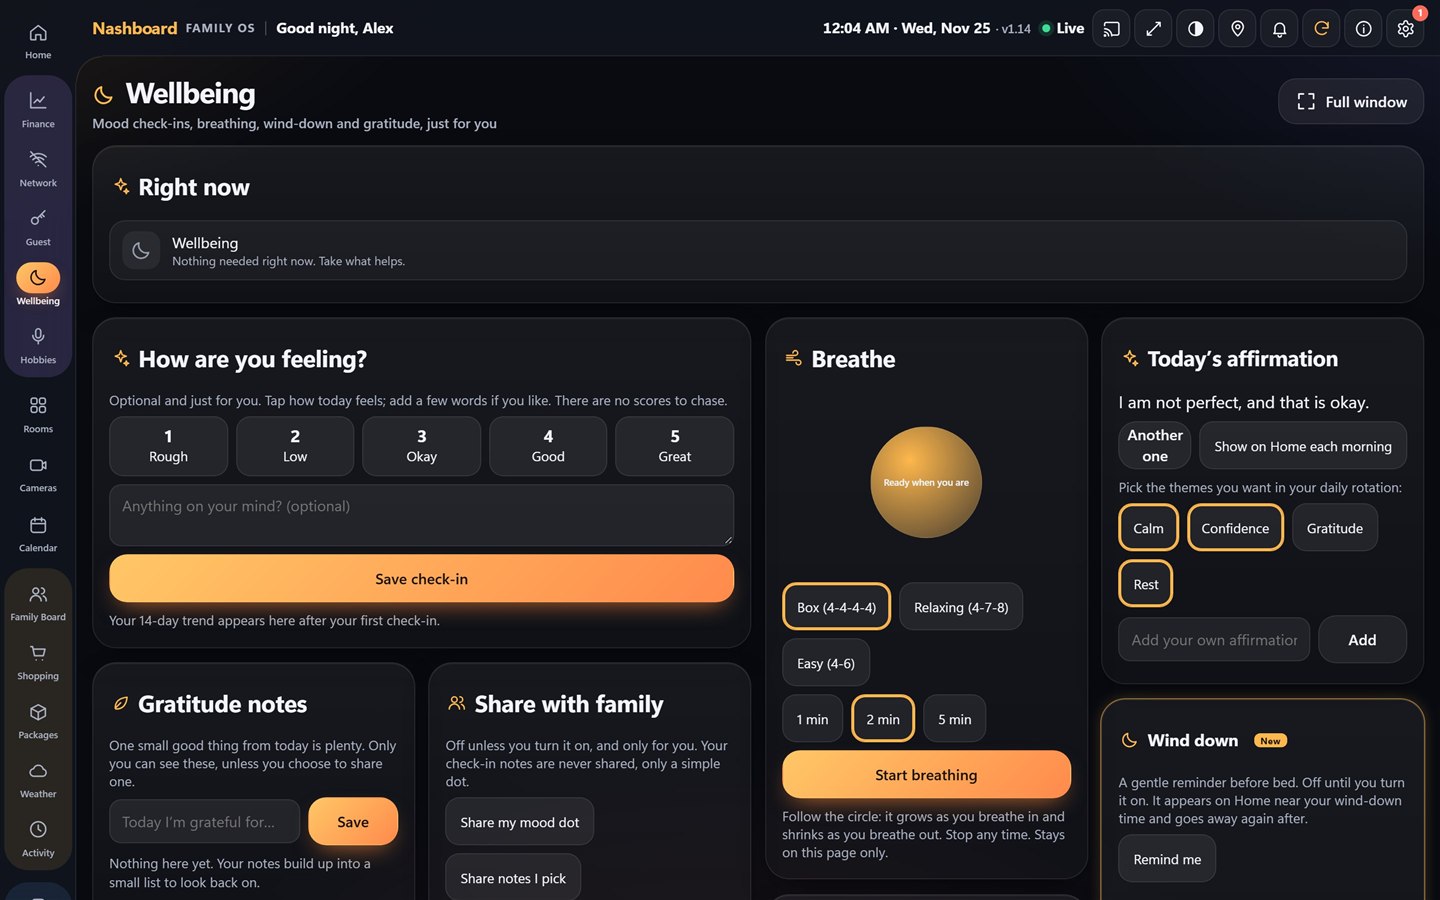 Nashboard FAMILY OS Good night, Alex
12:04 AM · Wed, Nov 25 · v1.14 Live
1
Home
Finance
Network
Guest
Wellbeing
Hobbies
Rooms
Cameras
Calendar
Family Board
Shopping
Packages
Weather
Activity
Wellbeing
Mood check-ins, breathing, wind-down and gratitude, just for you
Full window
Right now
Wellbeing
Nothing needed right now. Take what helps.
How are you feeling?
Optional and just for you. Tap how today feels; add a few words if you like. There are no scores to chase.
1 2 3 4 5
Rough Low Okay Good Great
Anything on your mind? (optional)
Save check-in
Your 14-day trend appears here after your first check-in.
Gratitude notes
One small good thing from today is plenty. Only
you can see these, unless you choose to share
one.
Today I'm grateful for... Save
Nothing here yet. Your notes build up into a
small list to look back on.
Share with family
Off unless you turn it on, and only for you. Your
check-in notes are never shared, only a simple
dot.
Share my mood dot
Share notes I pick
Breathe
Ready when you are
Box (4-4-4-4) Relaxing (4-7-8)
Easy (4-6)
1 min 2 min 5 min
Start breathing
Follow the circle: it grows as you breathe in and
shrinks as you breathe out. Stop any time. Stays
on this page only.
Today's affirmation
I am not perfect, and that is okay.
Another
one
Show on Home each morning
Pick the themes you want in your daily rotation:
Calm Confidence Gratitude
Rest
Add your own affirmation Add
Wind down New
A gentle reminder before bed. Off until you turn
it on. It appears on Home near your wind-down
time and goes away again after.
Remind me